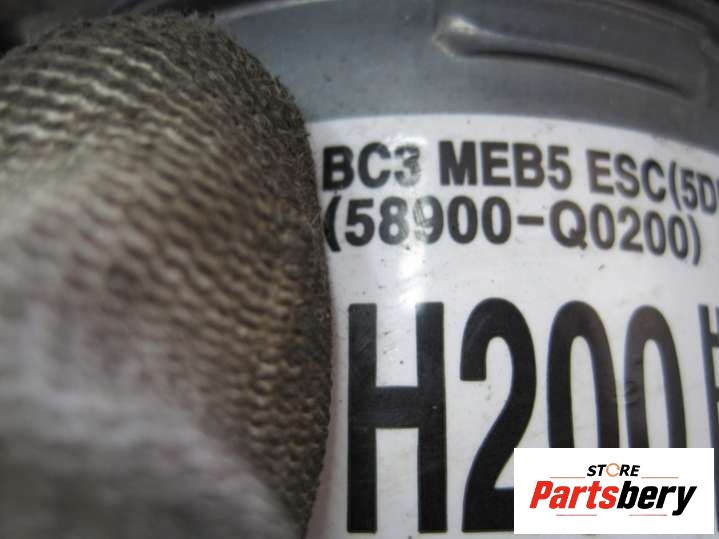 BC3 MEB5 ESC(5D
(58900-Q0200)
H200
STORE
Partsbery